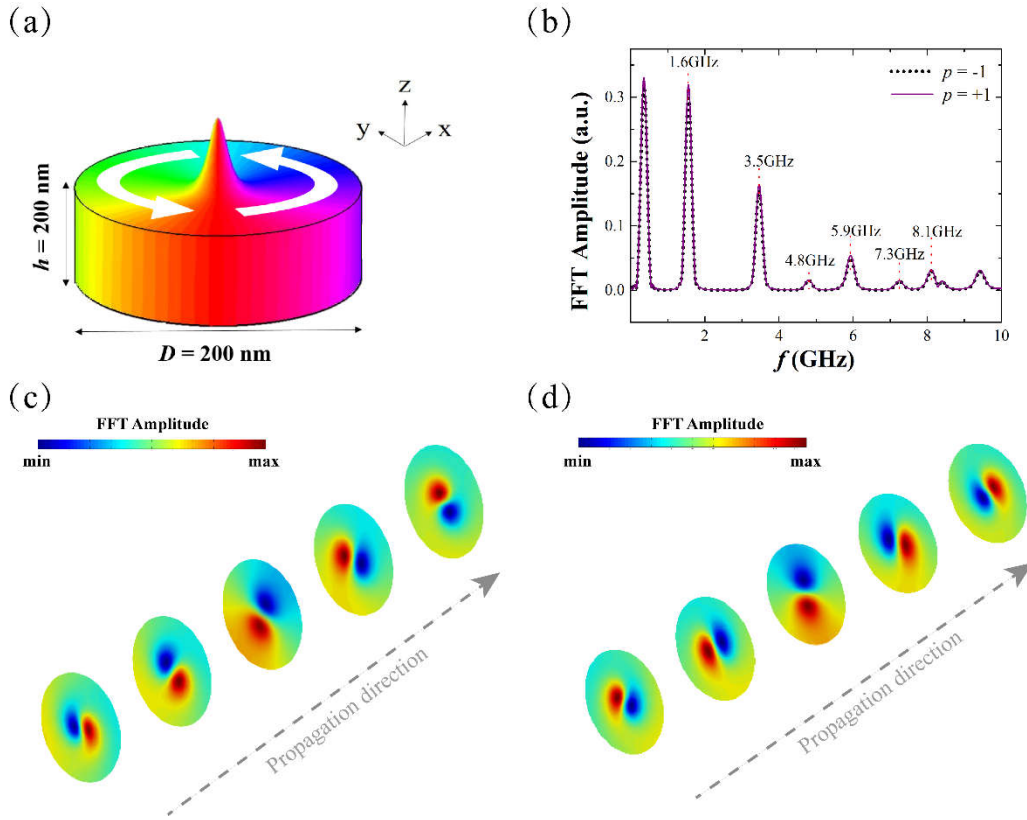 (a)
z
y
x
h = 200 nm
D = 200 nm
(b)
FFT Amplitude (a.u.)
0.3
0.2
0.1
0.0
1.6GHz
3.5GHz
4.8GHz
5.9GHz
7.3GHz
8.1GHz
p = -1
p = +1
2
4
6
8
10
f (GHz)
(c)
FFT Amplitude
min
max
Propagation direction
(d)
FFT Amplitude
min
max
Propagation direction